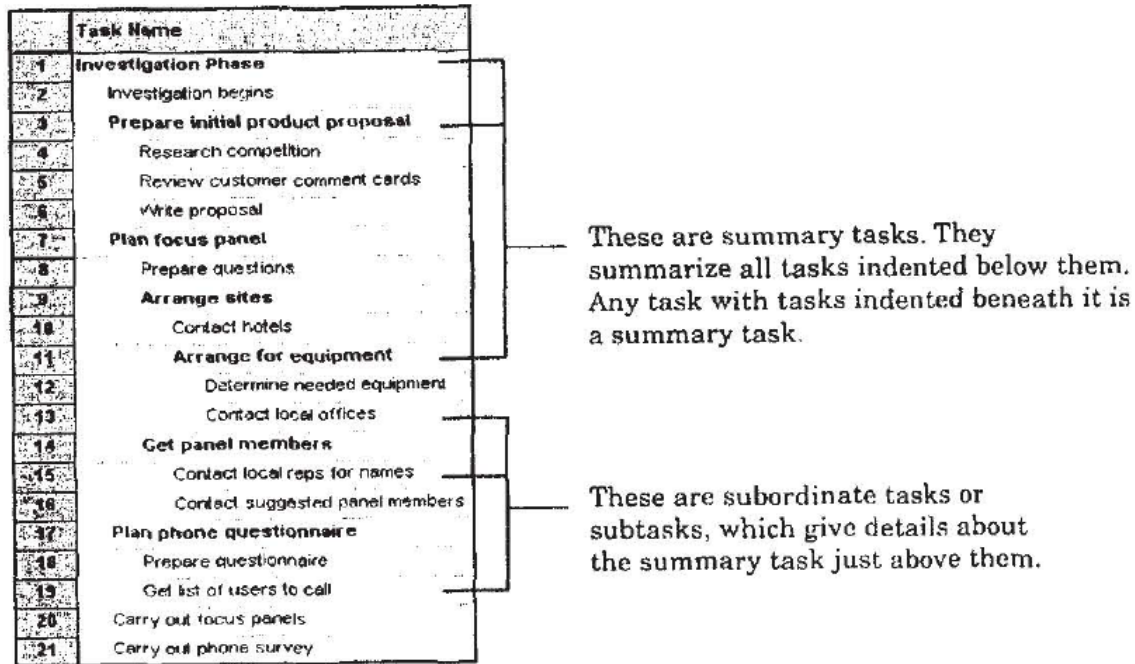 Task Name
1 Investigation Phase
2 Investigation begins
3 Prepare initial product proposal
4 Research competition
5 Review customer comment cards
6 Write proposal
7 Plan focus panel
8 Prepare questions
9 Arrange sites
10 Contact hotels
11 Arrange for equipment
12 Determine needed equipment
13 Contact local offices
14 Get panel members
15 Contact local reps for names
16 Contact suggested panel members
17 Plan phone questionnaire
18 Prepare questionnaire
19 Get list of users to call
20 Carry out focus panels
21 Carry out phone survey
These are summary tasks. They
summarize all tasks indented below them.
Any task with tasks indented beneath it is
a summary task.
These are subordinate tasks or
subtasks, which give details about
the summary task just above them.